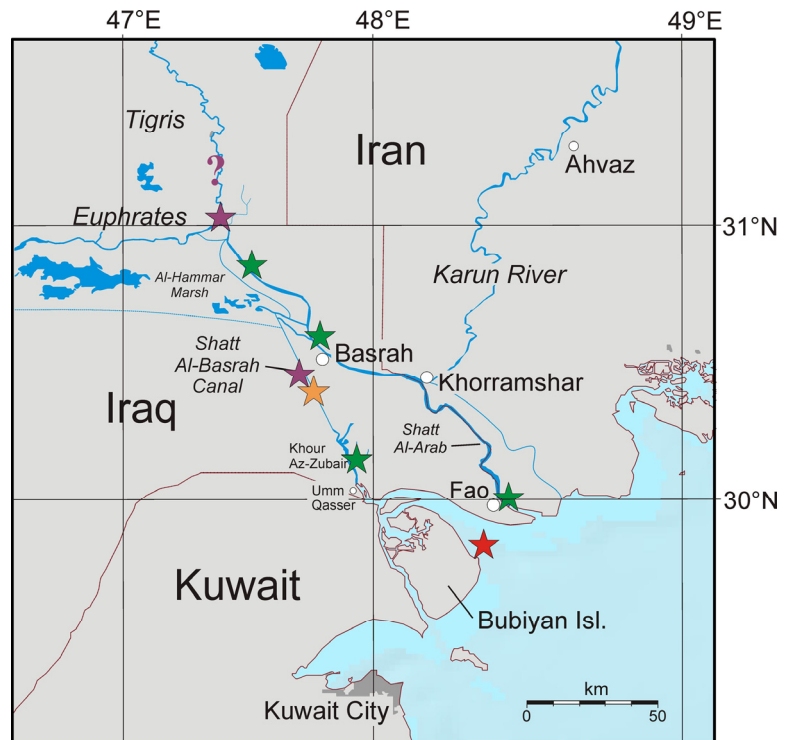 47°E 48°E 49°E
Tigris
Iran
Ahvaz
?
Euphrates
31°N
Al-Hammar
Marsh
Karun River
Shatt
Al-Basrah
Canal
Basrah
Khorramshar
Iraq
Shatt
Al-Arab
Khour
Az-Zubair
Umm
Qasser
Fao
30°N
Kuwait
Bubiyan Isl.
km
0 50
Kuwait City